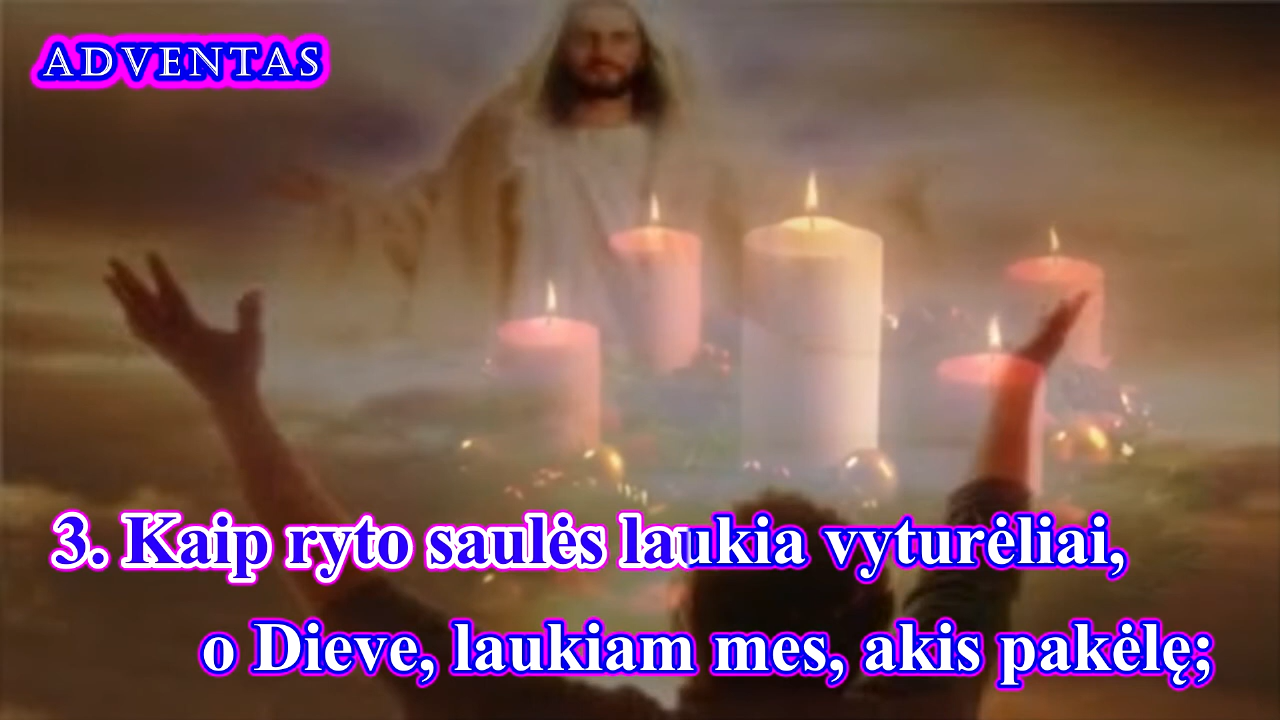 ADVENTAS
3. Kaip ryto saulės laukia vyturėliai,
o Dieve, laukiam mes, akis pakėlę;